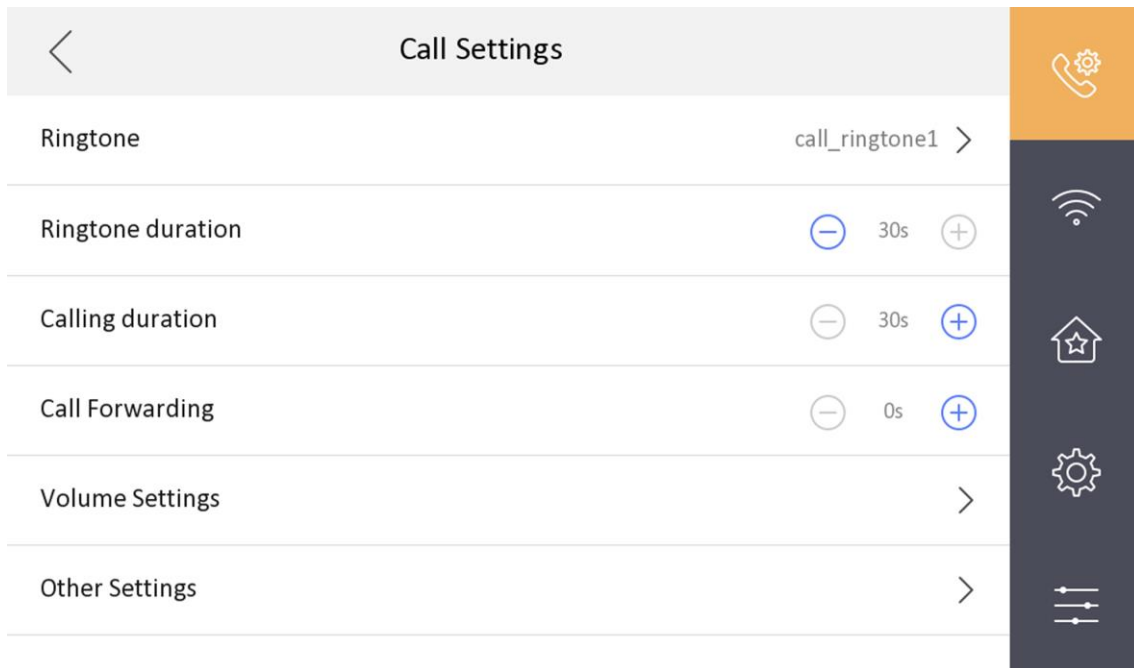 Call Settings
Ringtone call_ringtone1
Ringtone duration 30s
Calling duration 30s
Call Forwarding 0s
Volume Settings
Other Settings